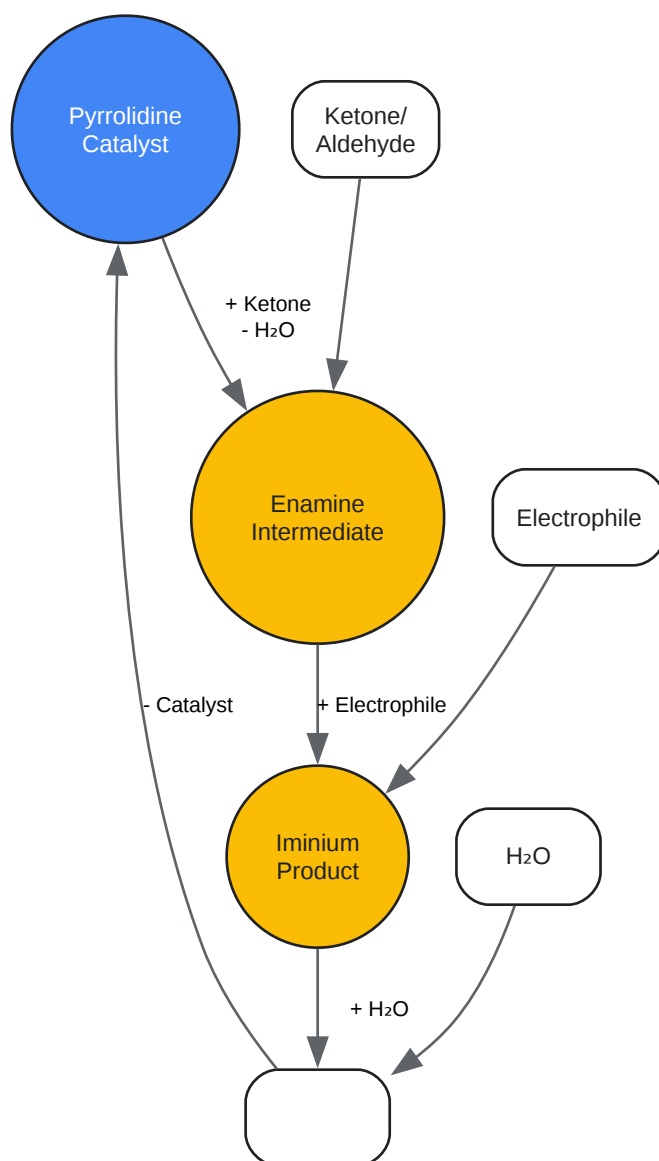 Pyrrolidine
Catalyst
Ketone/
Aldehyde
+ Ketone
- H₂O
Enamine
Intermediate
Electrophile
- Catalyst
+ Electrophile
Iminium
Product
H₂O
+ H₂O